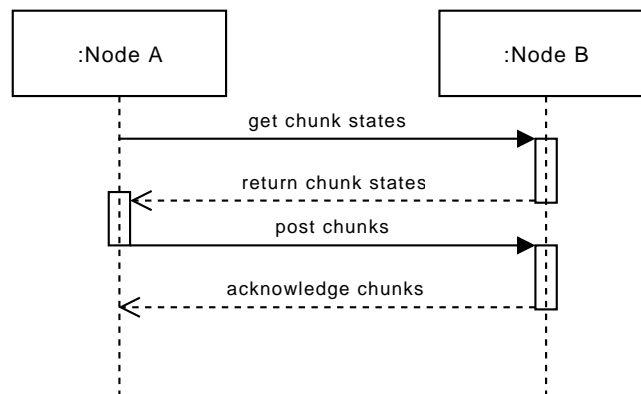 :Node A
:Node B
get chunk states
return chunk states
post chunks
acknowledge chunks